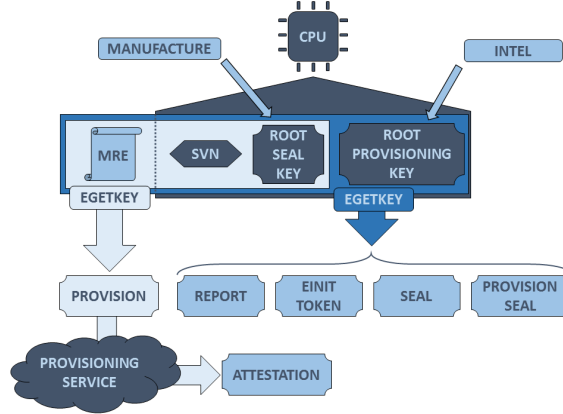 CPU
MANUFACTURE
INTEL
MRE
SVN
ROOT
SEAL
KEY
ROOT
PROVISIONING
KEY
EGETKEY
EGETKEY
PROVISION
REPORT
EINIT
TOKEN
SEAL
PROVISION
SEAL
PROVISIONING
SERVICE
ATTESTATION